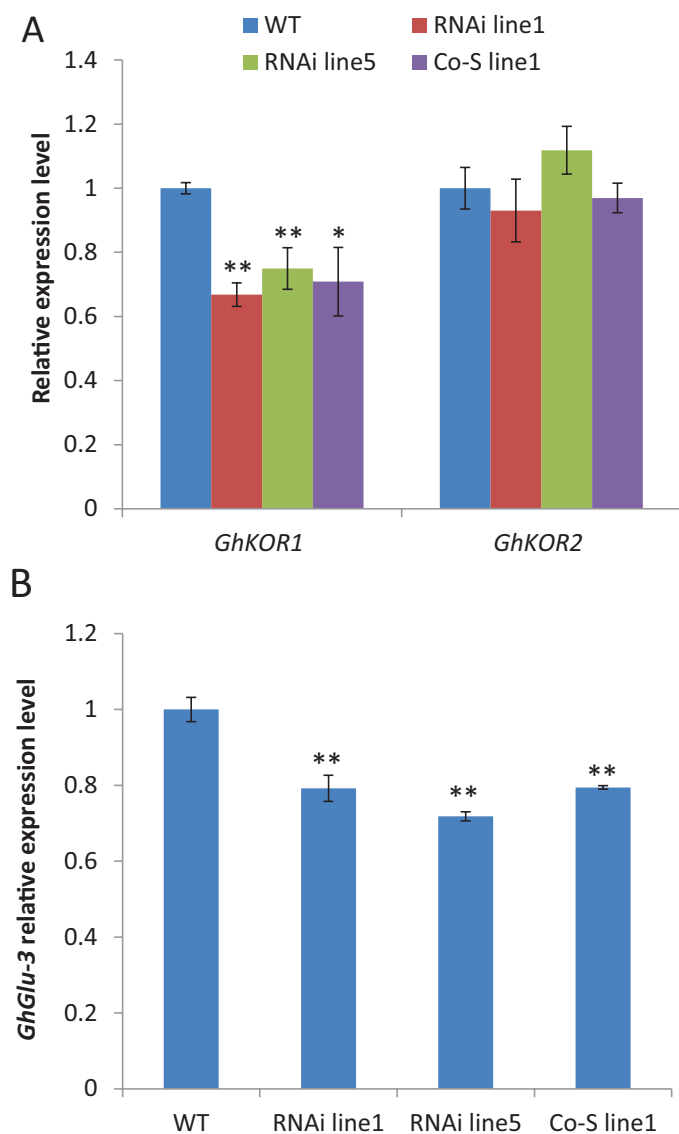 A
WT
RNAi line1
RNAi line5
Co-S line1
Relative expression level
1.4
1.2
1
0.8
0.6
0.4
0.2
0
**
**
*
GhKOR1
GhKOR2
B
GhGlu-3 relative expression level
1.2
1
0.8
0.6
0.4
0.2
0
**
**
**
WT
RNAi line1
RNAi line5
Co-S line1